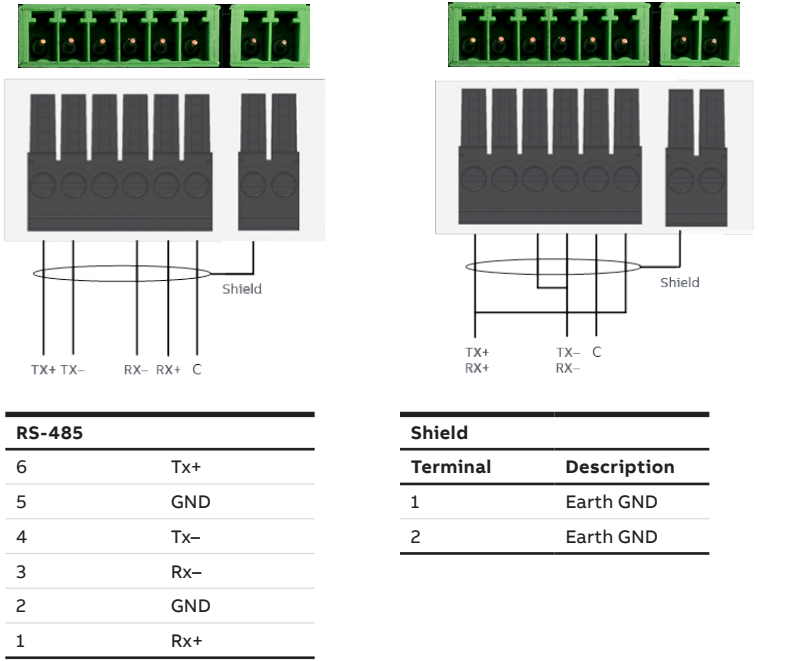 Shield
TX+ TX– RX– RX+ C
Shield
TX+ TX– C
RX+ RX–
RS-485
6 Tx+
5 GND
4 Tx–
3 Rx–
2 GND
1 Rx+
Shield
Terminal Description
1 Earth GND
2 Earth GND